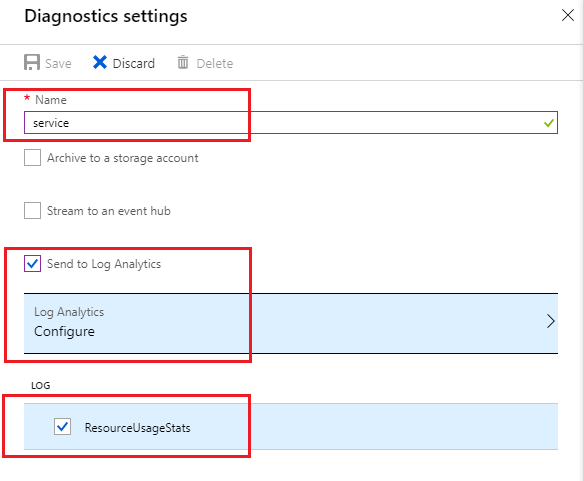 Diagnostics settings
Save Discard Delete
* Name
service
Archive to a storage account
Stream to an event hub
Send to Log Analytics
Log Analytics
Configure
LOG
ResourceUsageStats